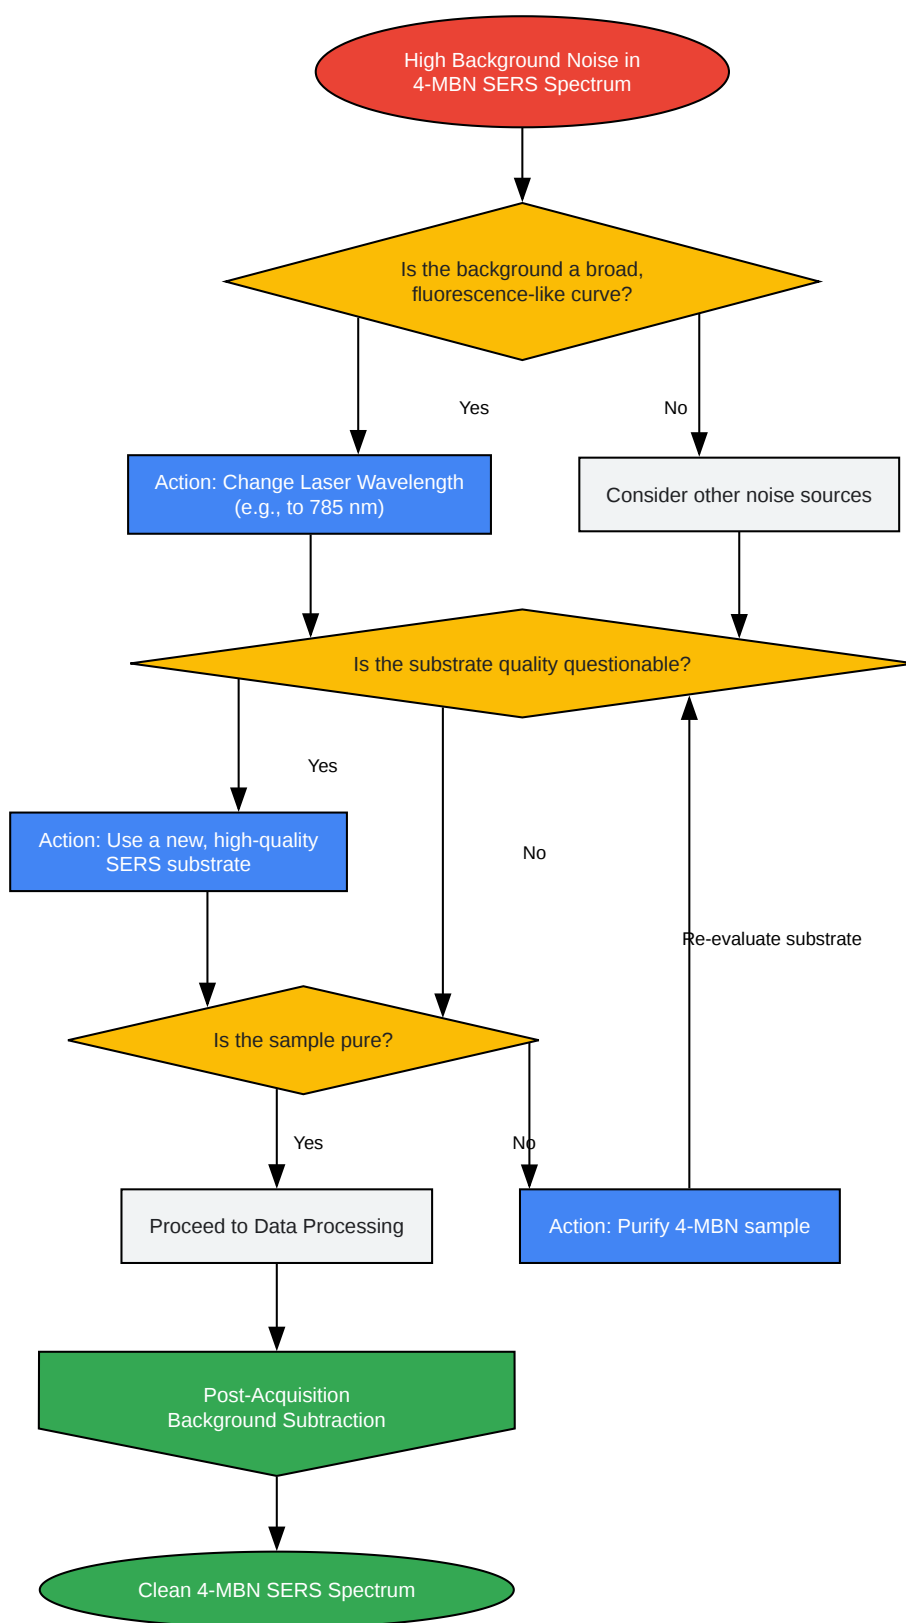 High Background Noise in
4-MBN SERS Spectrum
Is the background a broad,
fluorescence-like curve?
Yes
No
Action: Change Laser Wavelength
(e.g., to 785 nm)
Consider other noise sources
Is the substrate quality questionable?
Yes
Action: Use a new, high-quality
SERS substrate
No
Re-evaluate substrate
Is the sample pure?
Yes
No
Proceed to Data Processing
Action: Purify 4-MBN sample
Post-Acquisition
Background Subtraction
Clean 4-MBN SERS Spectrum